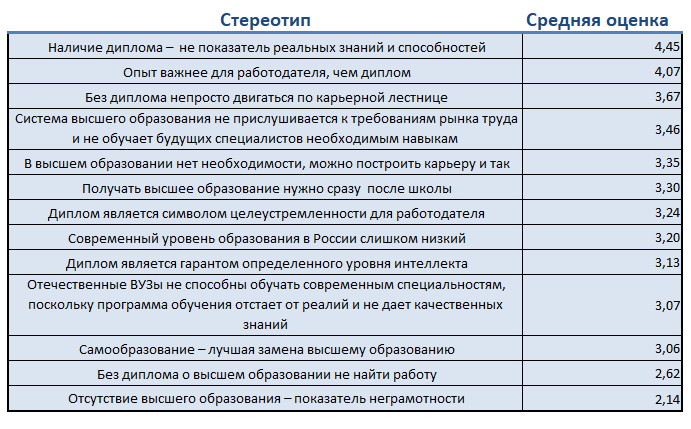 Стереотип Средняя оценка
Наличие диплома – не показатель реальных знаний и способностей 4,45
Опыт важнее для работодателя, чем диплом 4,07
Без диплома непросто двигаться по карьерной лестнице 3,67
Система высшего образования не прислушивается к требованиям рынка труда
и не обучает будущих специалистов необходимым навыкам 3,46
В высшем образовании нет необходимости, можно построить карьеру и так 3,35
Получать высшее образование нужно сразу после школы 3,30
Диплом является символом целеустремленности для работодателя 3,24
Современный уровень образования в России слишком низкий 3,20
Диплом является гарантом определенного уровня интеллекта 3,13
Отечественные ВУЗы не способны обучать современным специальностям,
поскольку программа обучения отстает от реалий и не дает качественных 3,07
знаний
Самообразование – лучшая замена высшему образованию 3,06
Без диплома о высшем образовании не найти работу 2,62
Отсутствие высшего образования – показатель неграмотности 2,14